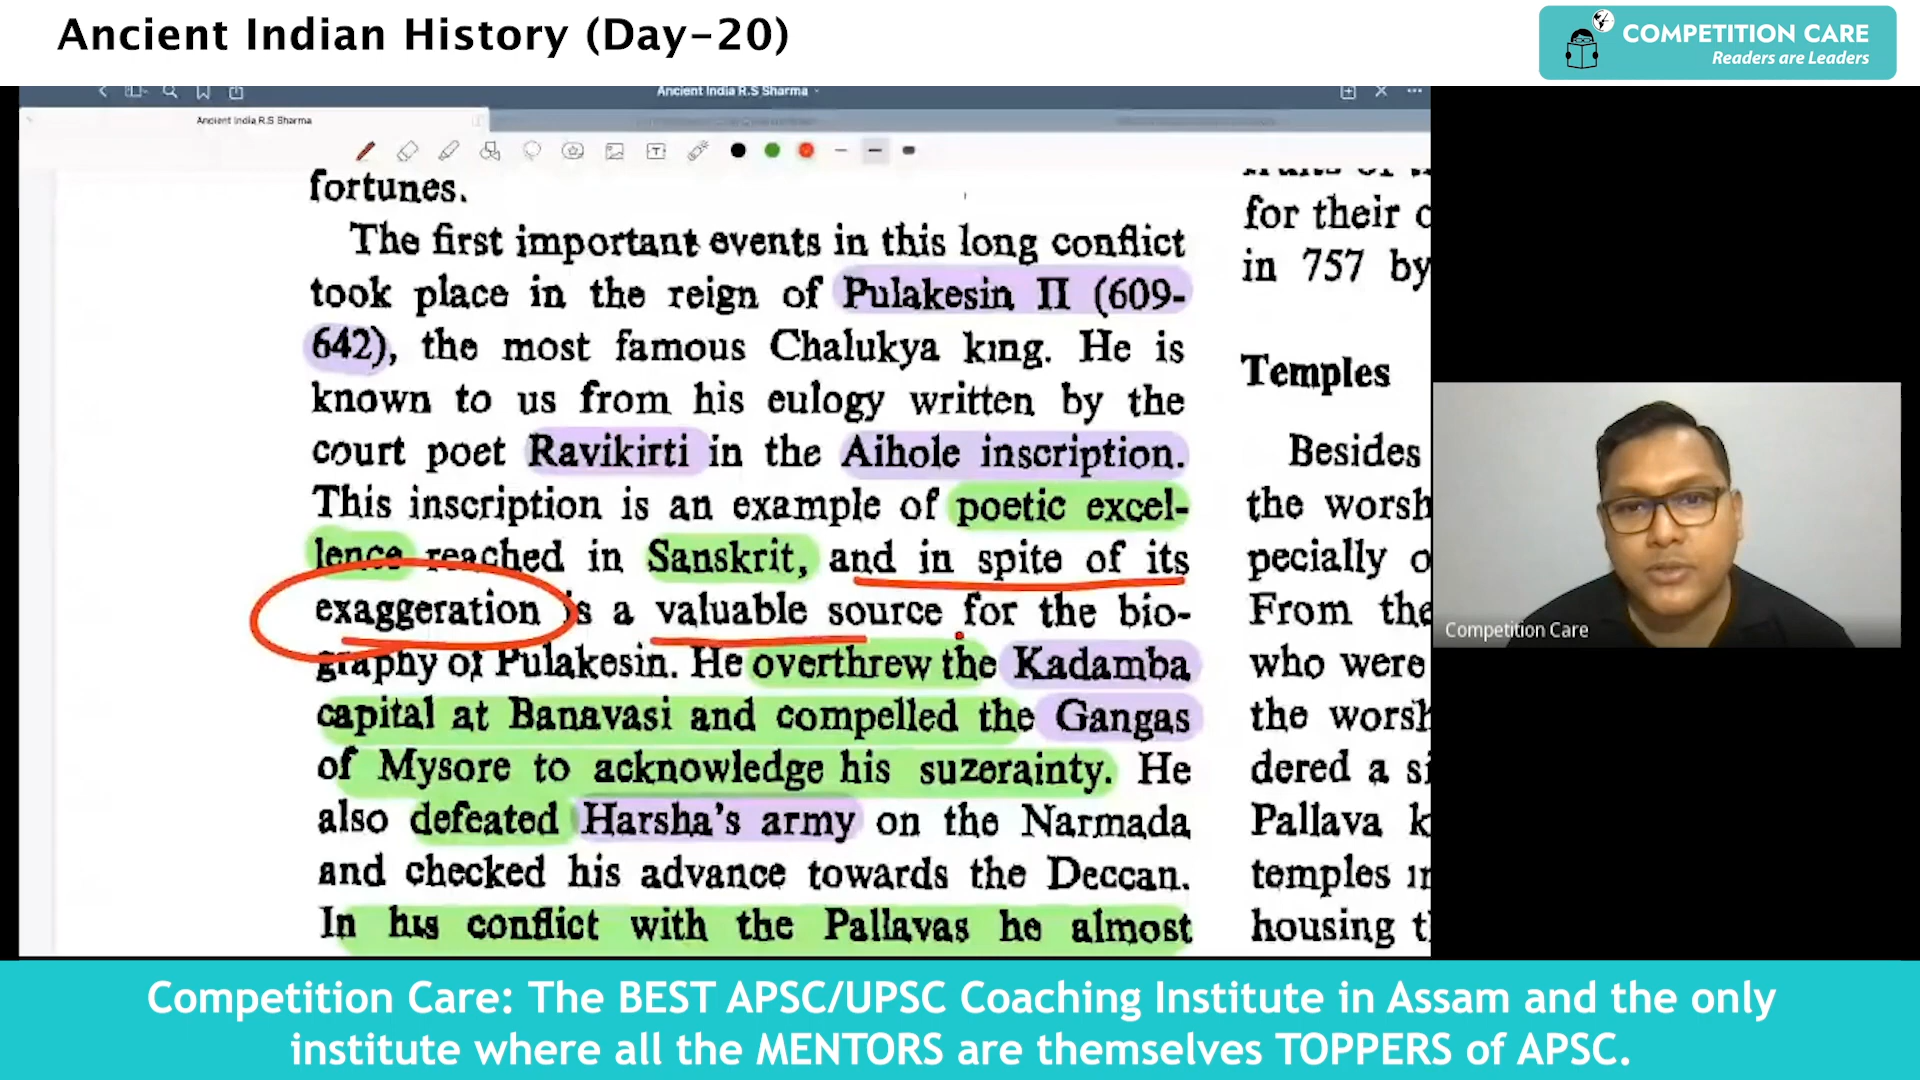 Ancient Indian History (Day-20)
COMPETITION CARE
Readers are Leaders
Ancient India R.S Sharma
Ancient India R.S Sharma
fortunes.
The first important events in this long conflict
took place in the reign of Pulakesin II (609-
642), the most famous Chalukya king. He is
known to us from his eulogy written by the
court poet Ravikirti in the Aihole inscription.
This inscription is an example of poetic excel-
lence reached in Sanskrit, and in spite of its
exaggeration is a valuable source for the bio-
graphy of Pulakesin. He overthrew the Kadamba
capital at Banavasi and compelled the Gangas
of Mysore to acknowledge his suzerainty. He
also defeated Harsha's army on the Narmada
and checked his advance towards the Deccan.
In his conflict with the Pallavas he almost
for their
in 757 by
Temples
Besides
the
From the
who were
the
dered a
Pallava
temples
housing
Competition Care
Competition Care: The BEST APSC/UPSC Coaching Institute in Assam and the only
institute where all the MENTORS are themselves TOPPERS of APSC.